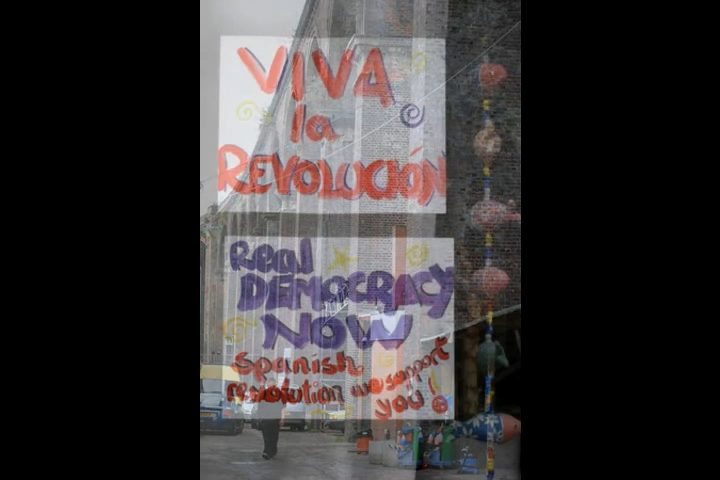 VIVA
la
REVOLUCIÓN
Real
DEMOCRACY
NOW
Spanish
revolution we support
you!